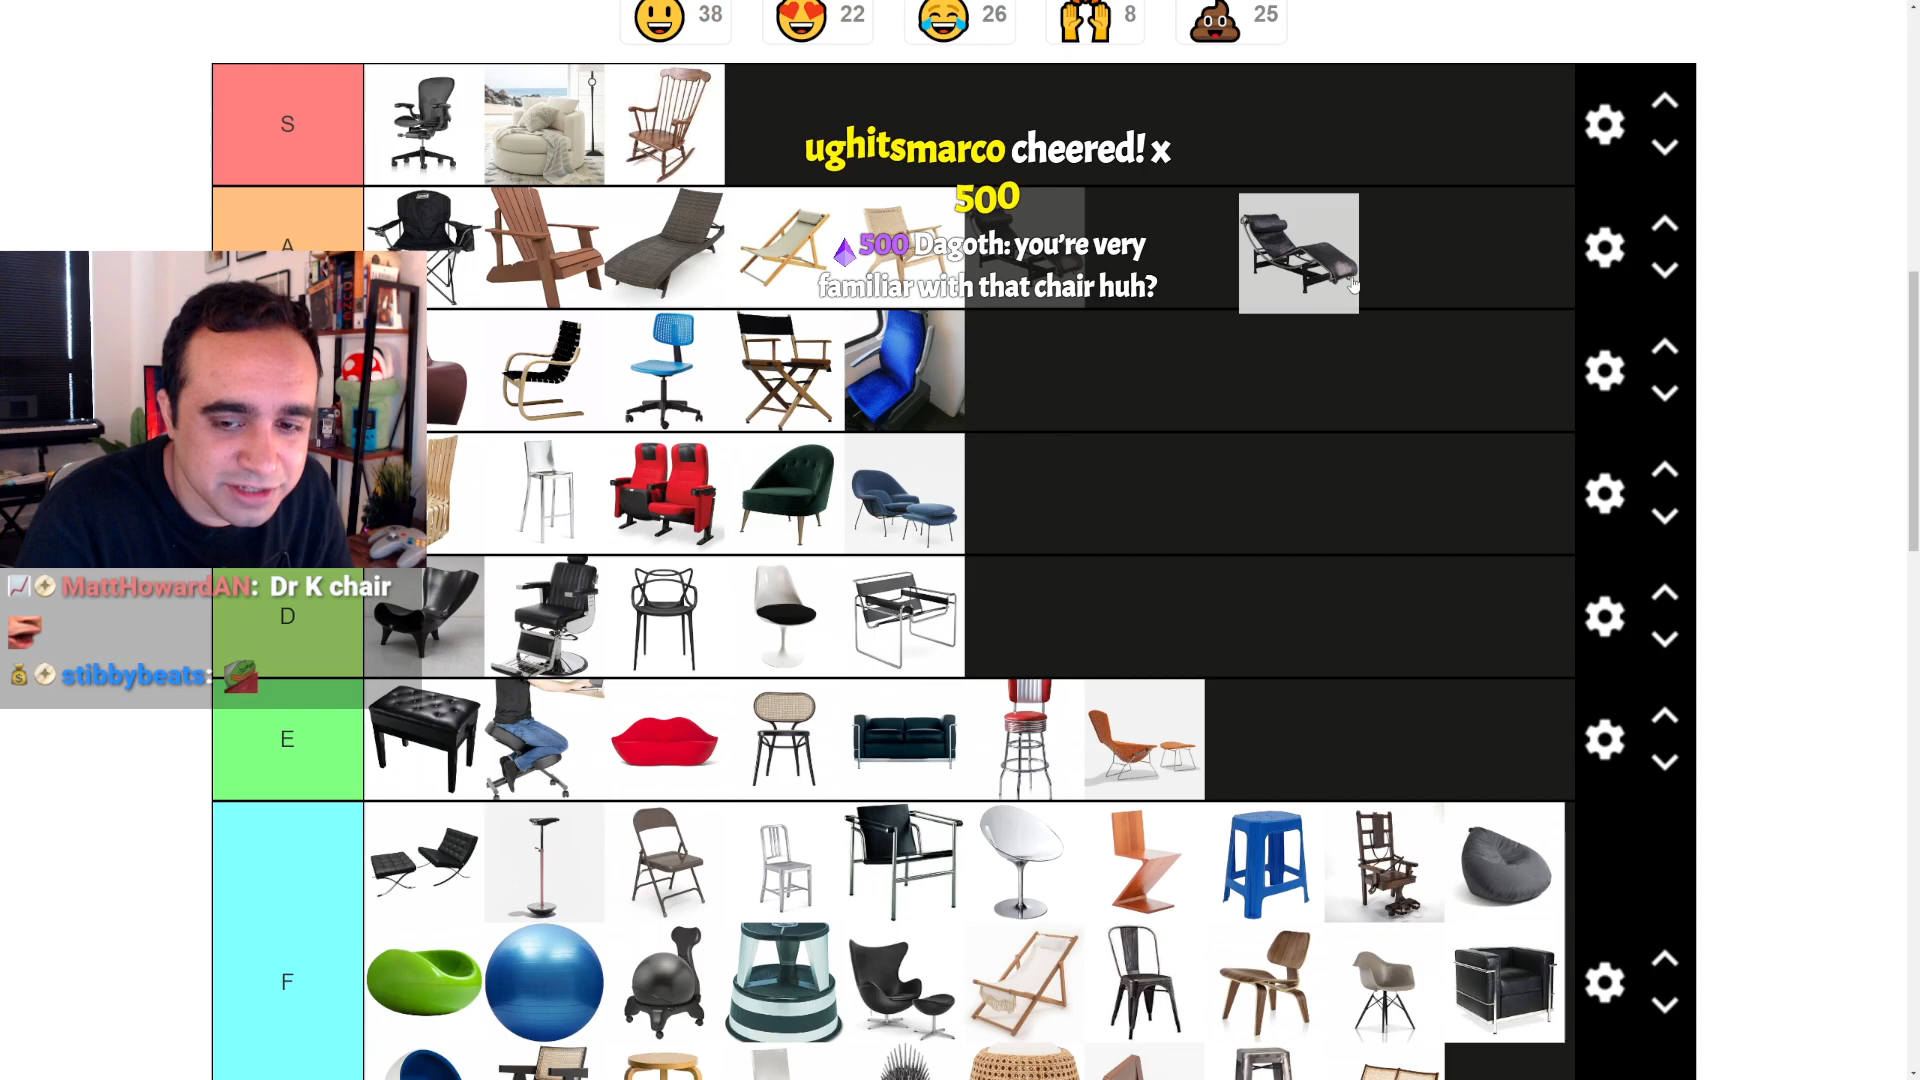 38
22
26
8
25
S
ughitsmarco cheered! x
500
500 Dagoth: you're very
familiar with that chair huh?
A
MattHowardAN: Dr K chair
D
stibbybeats:
E
F